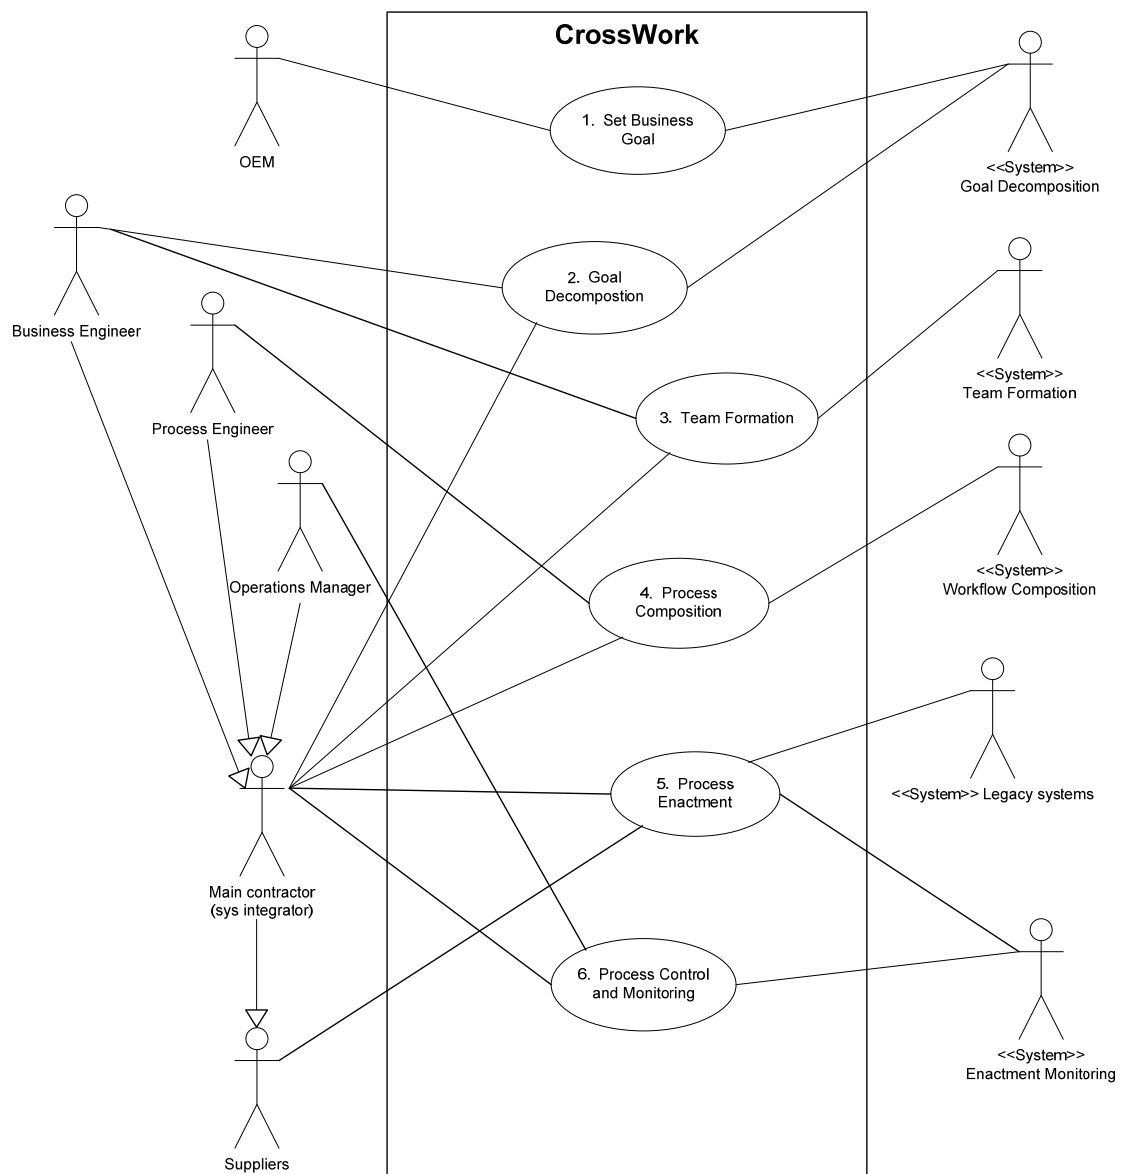 CrossWork
1. Set Business
Goal
OEM
<<System>>
Goal Decomposition
2. Goal
Decompostion
Business Engineer
<<System>>
Team Formation
3. Team Formation
Process Engineer
Operations Manager
4. Process
Composition
<<System>>
Workflow Composition
5. Process
Enactment
<<System>> Legacy systems
Main contractor
(sys integrator)
6. Process Control
and Monitoring
<<System>>
Enactment Monitoring
Suppliers